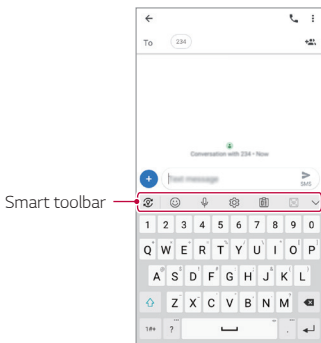 To 234
Conversation with 234 • Now
Text message
SMS
Smart toolbar
1 2 3 4 5 6 7 8 9 0
Q W E R T Y U I O P
A S D F G H J K L
Z X C V B N M
1#+ ? .